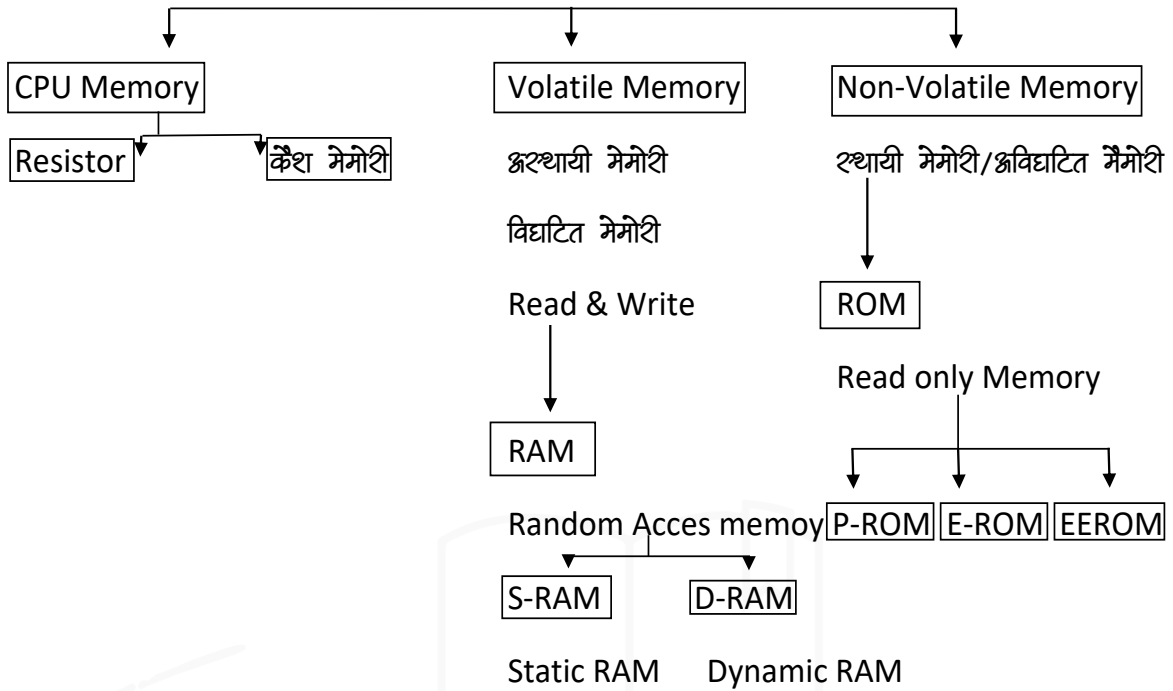 CPU Memory Volatile Memory Non-Volatile Memory
Resistor कैश मेमोरी अस्थायी मेमोरी स्थायी मेमोरी/अविघटित मैमोरी
विघटित मेमोरी
Read & Write ROM
Read only Memory
RAM
Random Acces memoy P-ROM E-ROM EEROM
S-RAM D-RAM
Static RAM Dynamic RAM